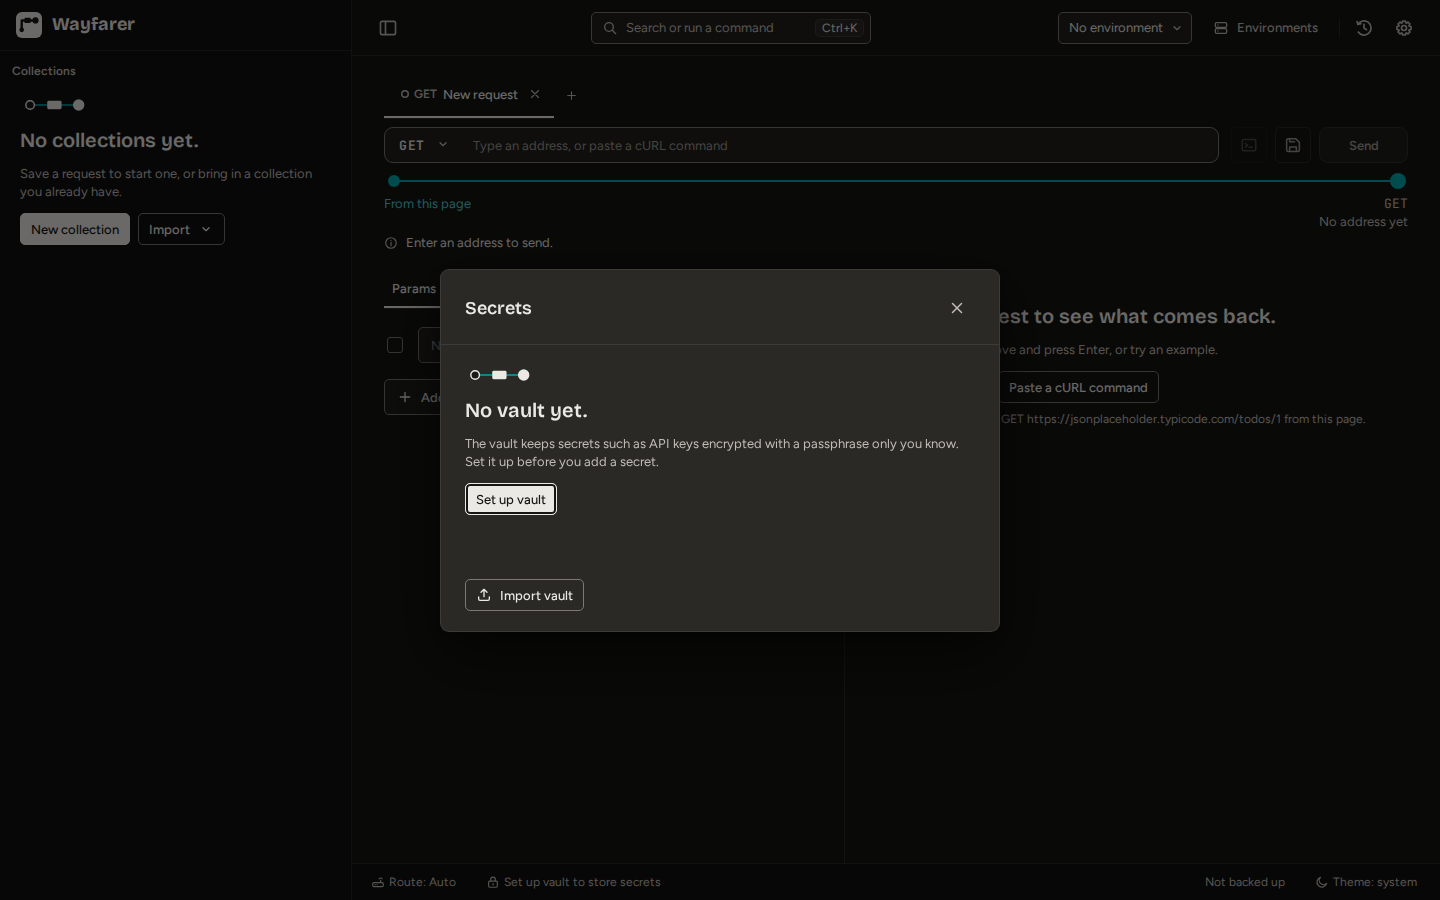 Wayfarer
Search or run a command
Ctrl+K
No environment
Environments
Collections
No collections yet.
Save a request to start one, or bring in a collection
you already have.
New collection
Import
GET New request
GET
Type an address, or paste a cURL command
Send
From this page
GET
No address yet
Enter an address to send.
Params
est to see what comes back.
and press Enter, or try an example.
Paste a cURL command
GET https://jsonplaceholder.typicode.com/todos/1 from this page.
Secrets
No vault yet.
The vault keeps secrets such as API keys encrypted with a passphrase only you know.
Set it up before you add a secret.
Set up vault
Import vault
Route: Auto
Set up vault to store secrets
Not backed up
Theme: system